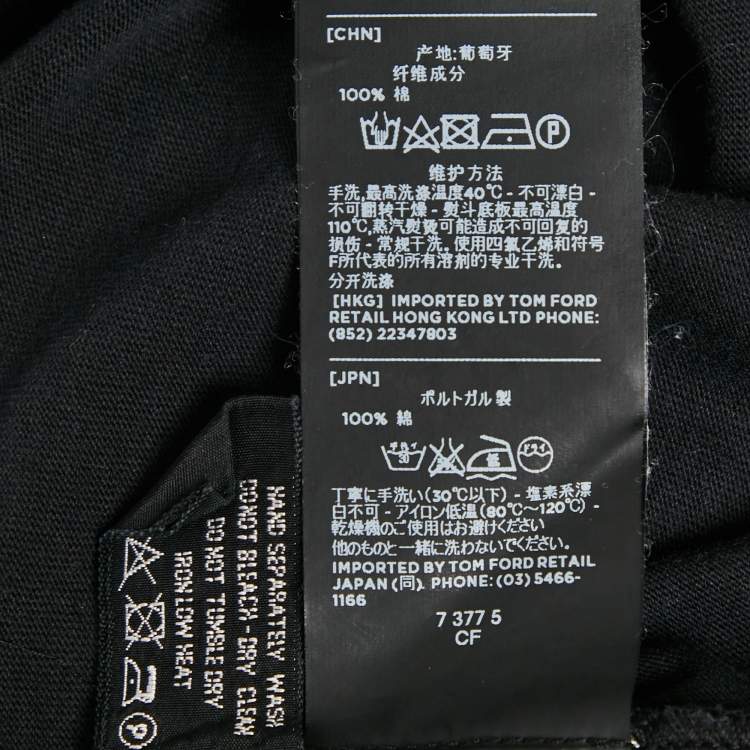 [CHN]
产地:葡萄牙
纤维成分
100% 棉
P
维护方法
手洗,最高洗涤温度40℃ - 不可漂白 -
不可翻转干燥 - 熨斗底板最高温度
110℃,蒸汽熨烫可能造成不可回复的
损伤 - 常规干洗, 使用四氯乙烯和符号
F所代表的所有溶剂的专业干洗.
分开洗涤
[HKG] IMPORTED BY TOM FORD
RETAIL HONG KONG LTD PHONE:
(852) 22347803
[JPN]
ポルトガル 製
100% 綿
30 低 ドライ
丁寧に手洗い(30℃以下) - 塩素系漂
白不可 - アイロン低温(80℃~120℃) -
乾燥機のご使用はお避けください
他のものと一緒に洗わないでください.
IMPORTED BY TOM FORD RETAIL
JAPAN (同). PHONE: (03) 5466-
1166
7 377 5
CF
HAND SEPARATELY WASH
DO NOT BLEACH - DRY CLEAN
DO NOT TUMBLE DRY
IRON LOW HEAT
P